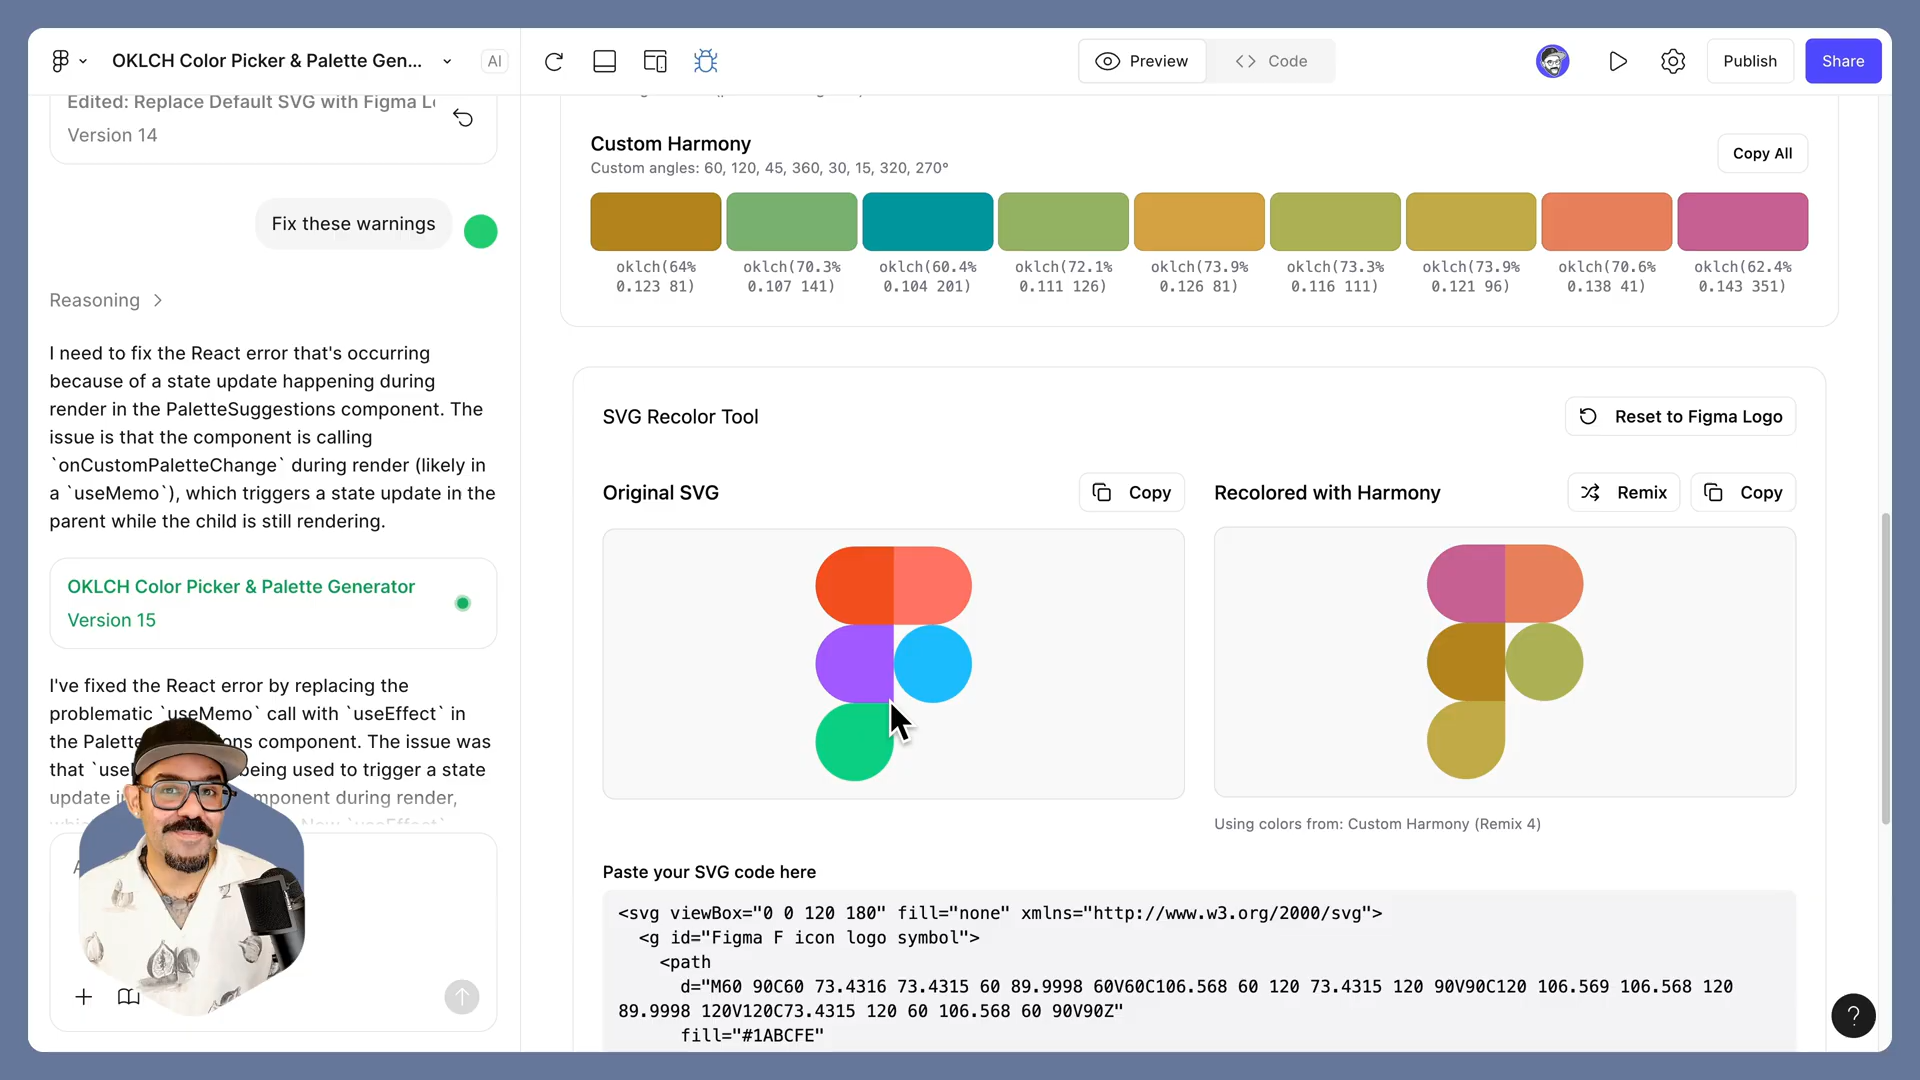 OKLCH Color Picker & Palette Gen...
AI
Preview
Code
Publish
Share
Edited: Replace Default SVG with Figma L
Version 14
Fix these warnings
Reasoning
I need to fix the React error that's occurring
because of a state update happening during
render in the PaletteSuggestions component. The
issue is that the component is calling
`onCustomPaletteChange` during render (likely in
a `useMemo`), which triggers a state update in the
parent while the child is still rendering.
OKLCH Color Picker & Palette Generator
Version 15
I've fixed the React error by replacing the
problematic `useMemo` call with `useEffect` in
the Palette ons component. The issue was
that being used to trigger a state
update mponent during render,
Custom Harmony
Custom angles: 60, 120, 45, 360, 30, 15, 320, 270°
Copy All
oklch(64%
0.123 81)
oklch(70.3%
0.107 141)
oklch(60.4%
0.104 201)
oklch(72.1%
0.111 126)
oklch(73.9%
0.126 81)
oklch(73.3%
0.116 111)
oklch(73.9%
0.121 96)
oklch(70.6%
0.138 41)
oklch(62.4%
0.143 351)
SVG Recolor Tool
Reset to Figma Logo
Original SVG
Copy
Recolored with Harmony
Remix
Copy
Using colors from: Custom Harmony (Remix 4)
Paste your SVG code here
<svg viewBox="0 0 120 180" fill="none" xmlns="http://www.w3.org/2000/svg">
<g id="Figma F icon logo symbol">
<path
d="M60 90C60 73.4316 73.4315 60 89.9998 60V60C106.568 60 120 73.4315 120 90V90C120 106.569 106.568 120
89.9998 120V120C73.4315 120 60 106.568 60 90V90Z"
fill="#1ABCFE"
?